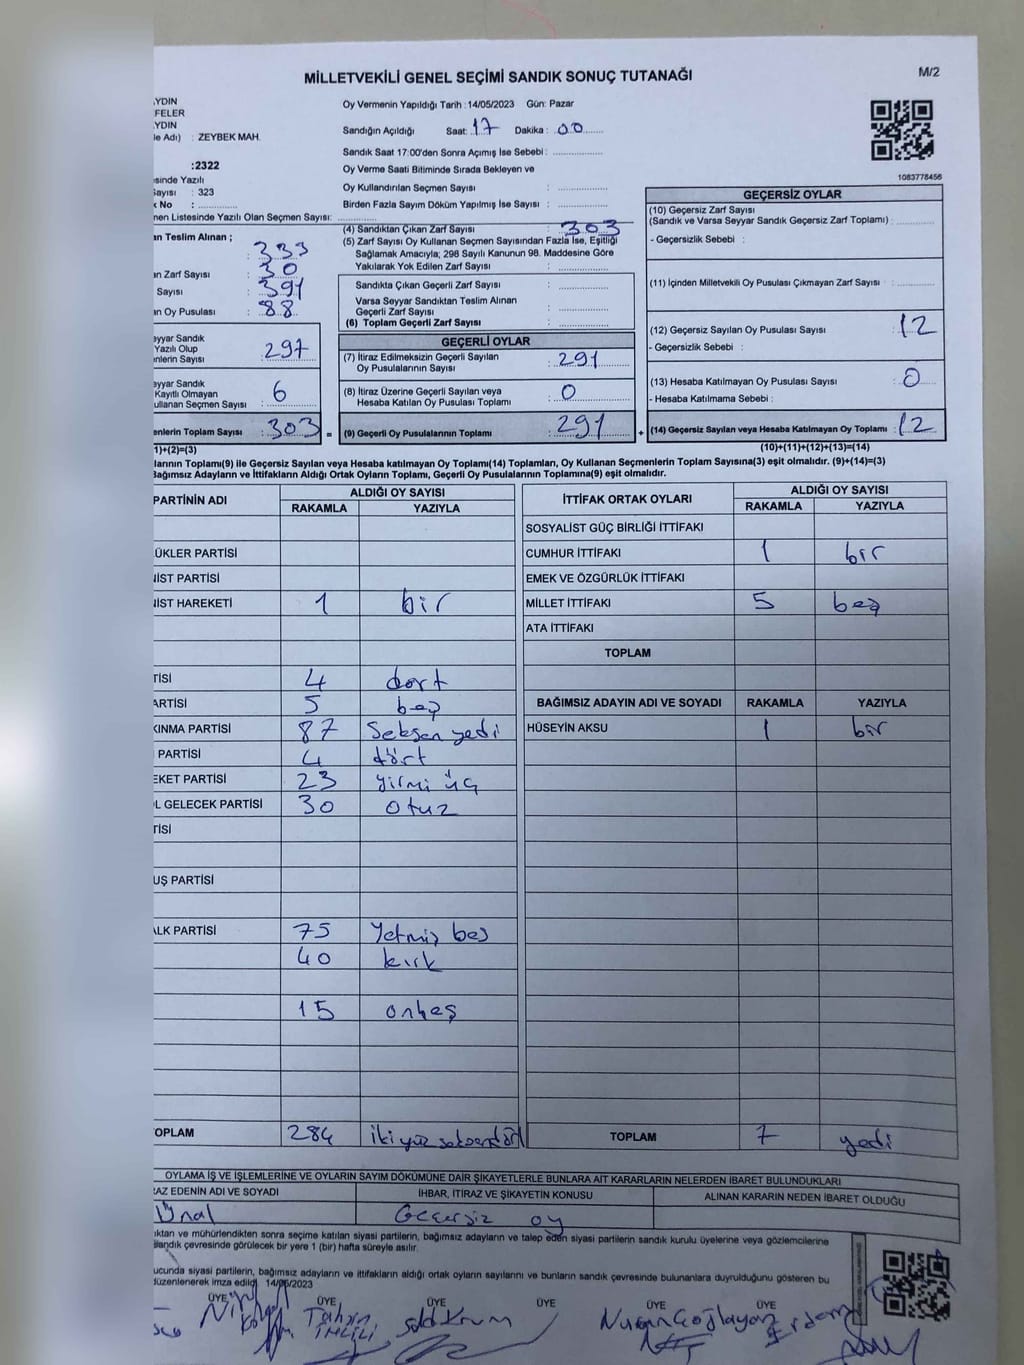 MİLLETVEKİLİ GENEL SEÇİMİ SANDIK SONUÇ TUTANAĞI
M/2
YDIN
FELER
YDIN
le Adı) : ZEYBEK MAH.
:2322
sinde Yazılı
ayısı : 323
No :
nen Listesinde Yazılı Olan Seçmen Sayısı:
Oy Vermenin Yapıldığı Tarih : 14/05/2023 Gün: Pazar
Sandığın Açıldığı Saat: 17 Dakika : 00
Sandık Saat 17:00'den Sonra Açımış İse Sebebi :
Oy Verme Saati Bitiminde Sırada Bekleyen ve
Oy Kullandırılan Seçmen Sayısı :
Birden Fazla Sayım Döküm Yapılmış İse Sayısı :
1083778456
an Teslim Alınan ;
: 333
an Zarf Sayısı : 30
Sayısı : 391
an Oy Pusulası : 88
eyyar Sandık
Yazılı Olup
nlerin Sayısı : 297
eyyar Sandık
Kayıtlı Olmayan
ullanan Seçmen Sayısı : 6
enlerin Toplam Sayısı : 303
1)+(2)=(3)
(4) Sandıktan Çıkan Zarf Sayısı : 303
(5) Zarf Sayısı Oy Kullanan Seçmen Sayısından Fazla İse, Eşitliği
Sağlamak Amacıyla; 298 Sayılı Kanunun 98. Maddesine Göre
Yakılarak Yok Edilen Zarf Sayısı :
Sandıkta Çıkan Geçerli Zarf Sayısı :
Varsa Seyyar Sandıktan Teslim Alınan
Geçerli Zarf Sayısı :
(6) Toplam Geçerli Zarf Sayısı :
GEÇERLİ OYLAR
(7) İtiraz Edilmeksizin Geçerli Sayılan
Oy Pusulalarının Sayısı : 291
(8) İtiraz Üzerine Geçerli Sayılan veya
Hesaba Katılan Oy Pusulası Toplamı : 0
= (9) Geçerli Oy Pusulalarının Toplamı : 291
GEÇERSİZ OYLAR
(10) Geçersiz Zarf Sayısı
(Sandık ve Varsa Seyyar Sandık Geçersiz Zarf Toplamı) :
- Geçersizlik Sebebi :
(11) İçinden Milletvekili Oy Pusulası Çıkmayan Zarf Sayısı :
(12) Geçersiz Sayılan Oy Pusulası Sayısı : 12
- Geçersizlik Sebebi :
(13) Hesaba Katılmayan Oy Pusulası Sayısı : 0
- Hesaba Katılmama Sebebi :
+ (14) Geçersiz Sayılan veya Hesaba Katılmayan Oy Toplamı : 12
(10)+(11)+(12)+(13)=(14)
larının Toplamı(9) ile Geçersiz Sayılan veya Hesaba katılmayan Oy Toplamı(14) Toplamları, Oy Kullanan Seçmenlerin Toplam Sayısına(3) eşit olmalıdır. (9)+(14)=(3)
Bağımsız Adayların ve İttifakların Aldığı Ortak Oyların Toplamı, Geçerli Oy Pusulalarının Toplamına(9) eşit olmalıdır.
PARTİNİN ADI
ALDIĞI OY SAYISI
RAKAMLA YAZIYLA
ÜKLER PARTİSİ
İST PARTİSİ
İST HAREKETİ 1 bir
TİSİ 4 dort
ARTİSİ 5 beş
KINMA PARTİSİ 87 Seksen yedi
PARTİSİ 4 dört
EKET PARTİSİ 23 yirmi üç
L GELECEK PARTİSİ 30 otuz
TİSİ
UŞ PARTİSİ
ALK PARTİSİ 75 Yetmiş beş
40 kırk
15 onbeş
OPLAM 284 ikiyüz seksendört
İTTİFAK ORTAK OYLARI
ALDIĞI OY SAYISI
RAKAMLA YAZIYLA
SOSYALİST GÜÇ BİRLİĞİ İTTİFAKI
CUMHUR İTTİFAKI 1 bir
EMEK VE ÖZGÜRLÜK İTTİFAKI
MİLLET İTTİFAKI 5 beş
ATA İTTİFAKI
TOPLAM
BAĞIMSIZ ADAYIN ADI VE SOYADI RAKAMLA YAZIYLA
HÜSEYİN AKSU 1 bir
TOPLAM 7 yedi
OYLAMA İŞ VE İŞLEMLERİNE VE OYLARIN SAYIM DÖKÜMÜNE DAİR ŞİKAYETLERLE BUNLARA AİT KARARLARIN NELERDEN İBARET BULUNDUKLARI
AZ EDENİN ADI VE SOYADI İHBAR, İTİRAZ VE ŞİKAYETİN KONUSU ALINAN KARARIN NEDEN İBARET OLDUĞU
Ünal Geçersiz oy
ktan ve mühürlendikten sonra seçime katılan siyasi partilerin, bağımsız adayların ve talep eden siyasi partilerin sandık kurulu üyelerine veya gözlemcilerine
andık çevresinde görülecek bir yere 1 (bir) hafta süreyle asılır.
ucunda siyasi partilerin, bağımsız adayların ve ittifakların aldığı ortak oyların sayılarını ve bunların sandık çevresinde bulunanlara duyrulduğunu gösteren bu
düzenlenerek imza edildi. 14/05/2023
ÜYE ÜYE ÜYE ÜYE ÜYE ÜYE
Tahsin
İMECİLİ
Nurcan Coğlayan
Erdem